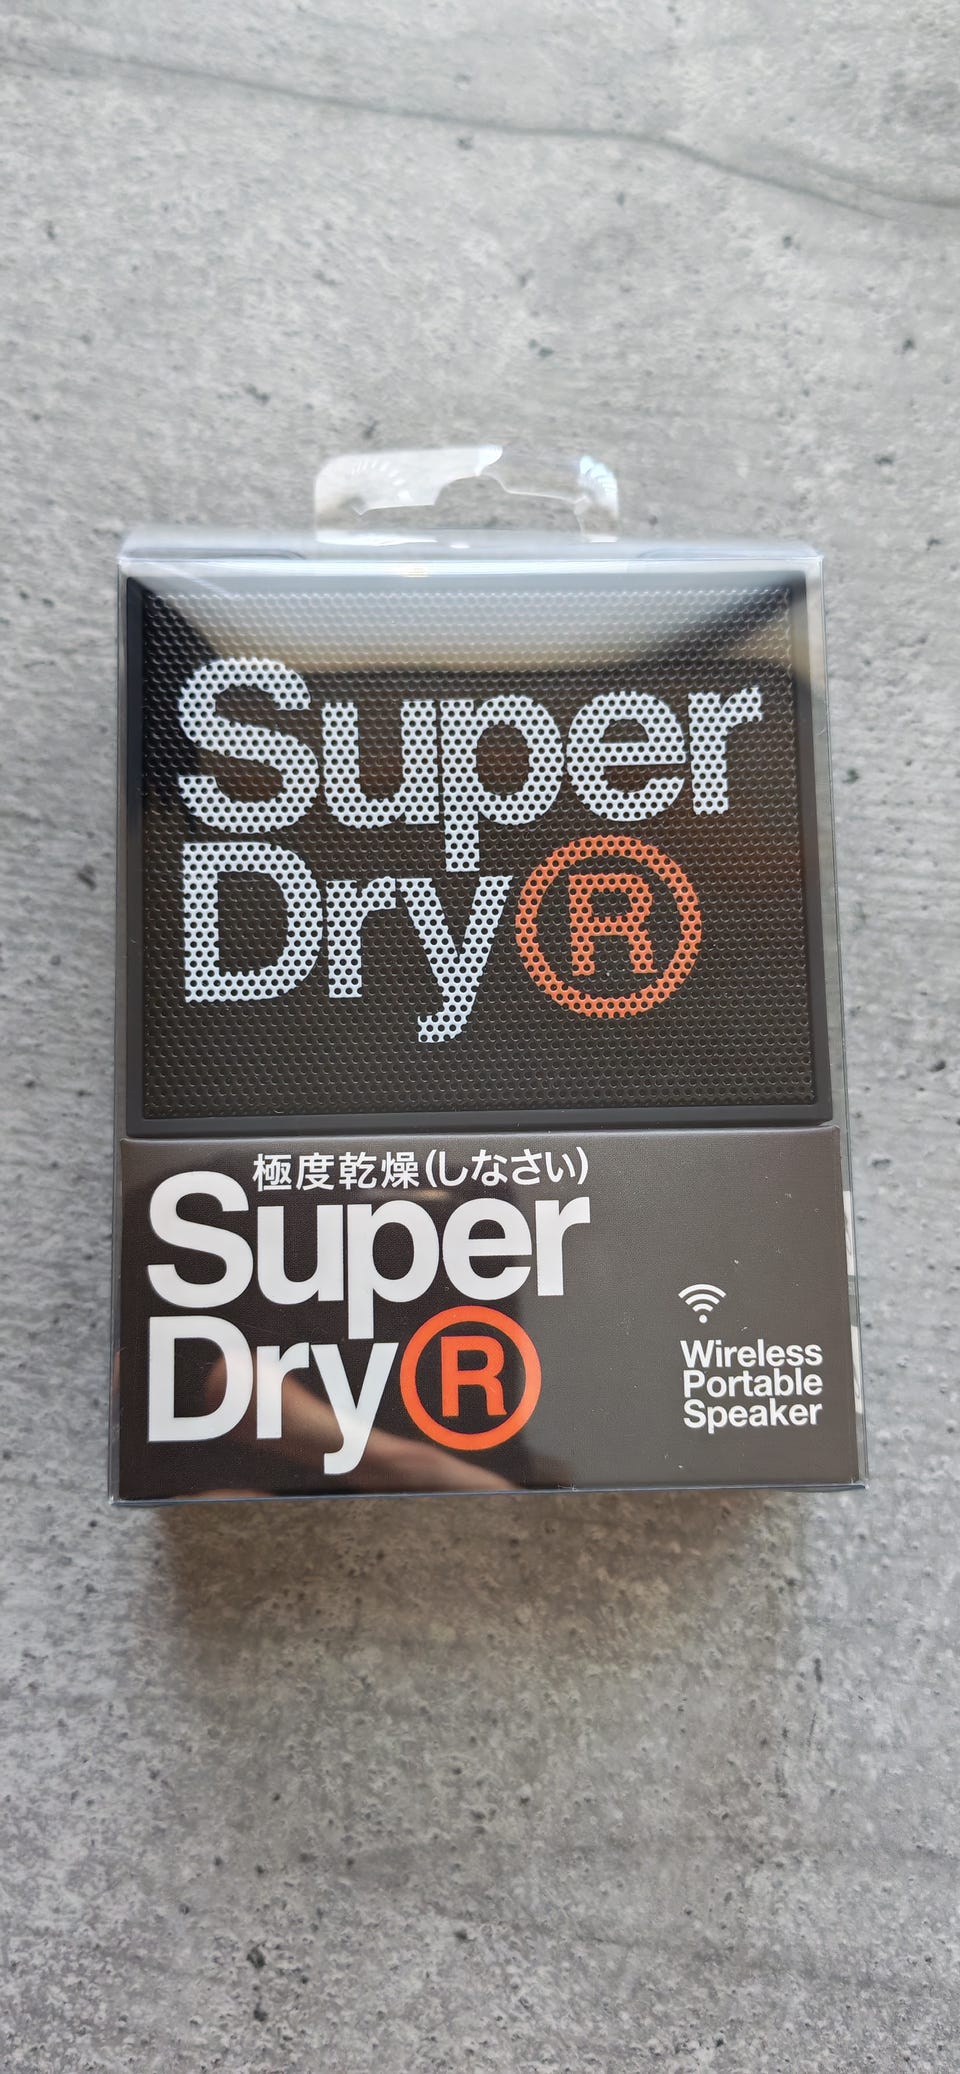 Super
Dry®
極度乾燥(しなさい)
Super
Dry®
Wireless
Portable
Speaker